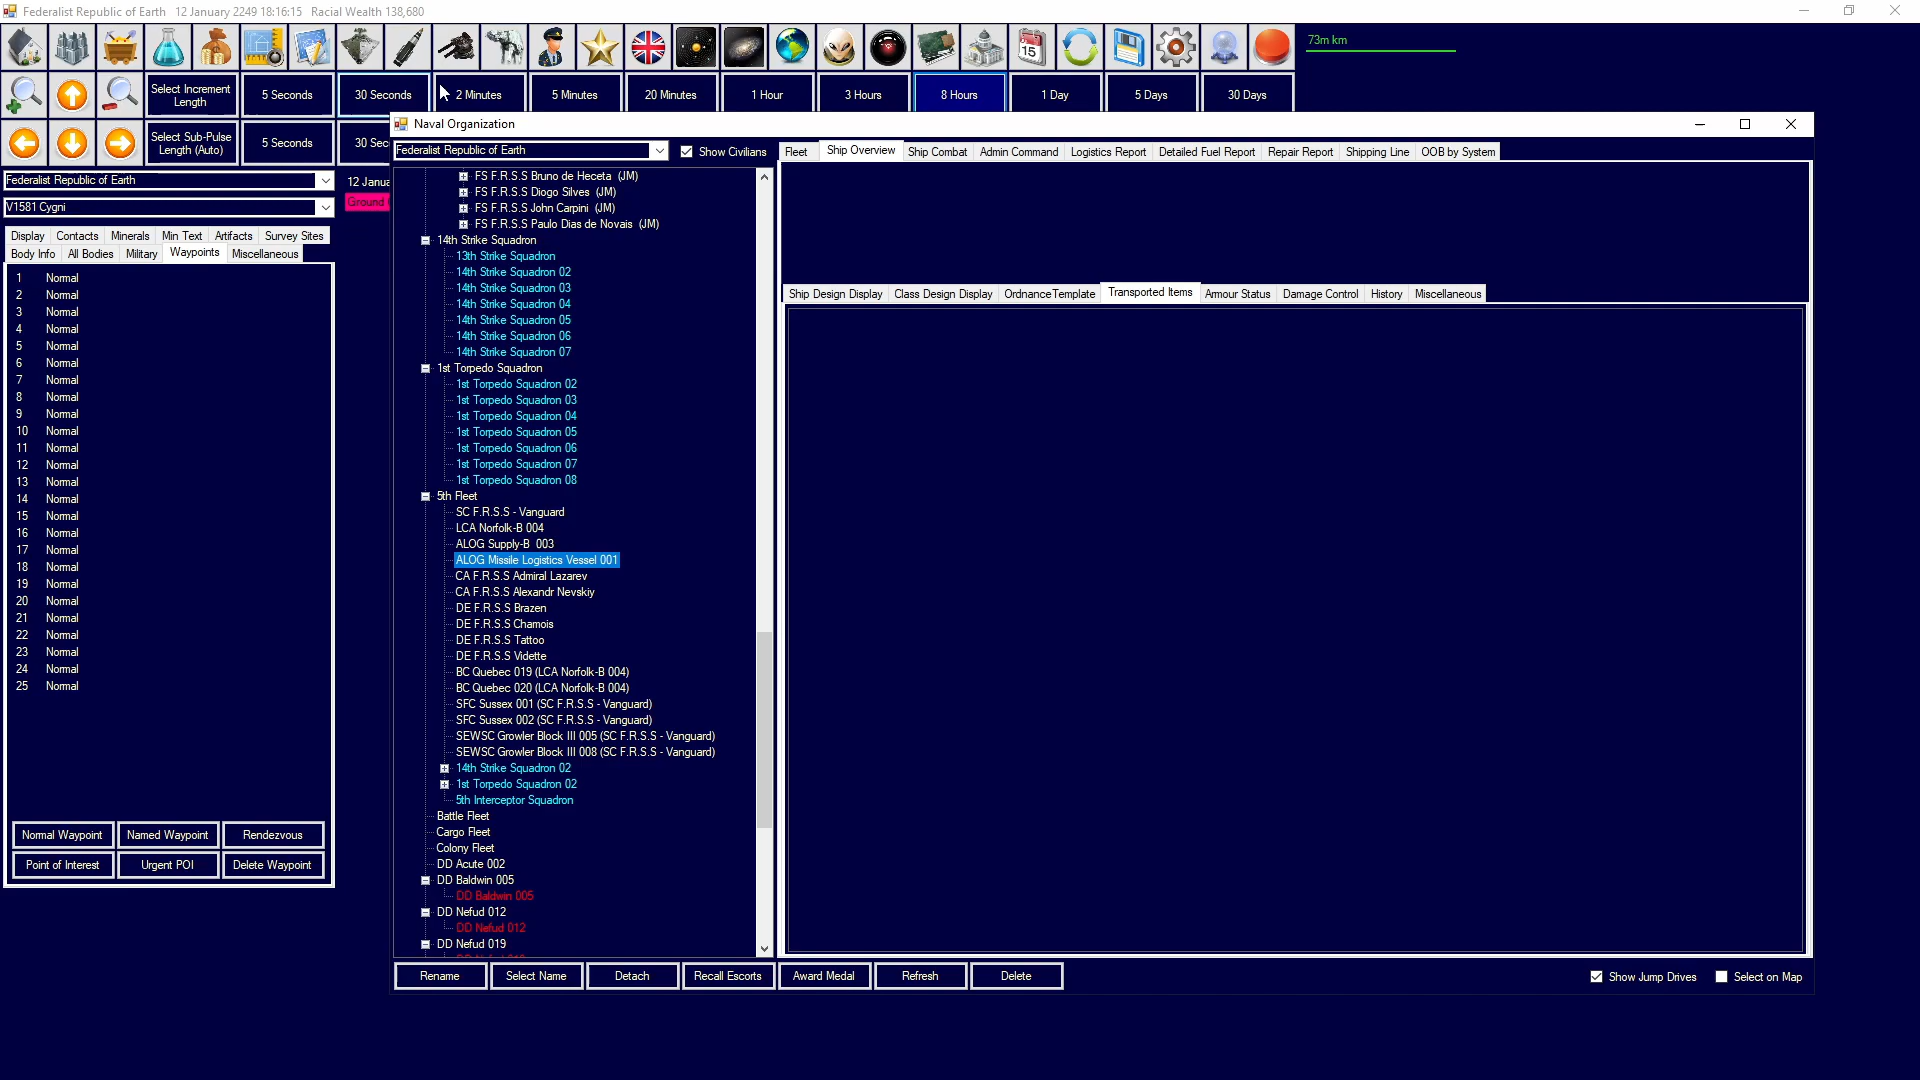 Federalist Republic of Earth   12 January 2249 18:16:15   Racial Wealth 138,680
15
73m km
Select Increment Length
5 Seconds
30 Seconds
2 Minutes
5 Minutes
20 Minutes
1 Hour
3 Hours
8 Hours
1 Day
5 Days
30 Days
Select Sub-Pulse Length (Auto)
5 Seconds
30 Sec
Federalist Republic of Earth
12 Janua
V1581 Cygni
Ground
Display Contacts Minerals Min Text Artifacts Survey Sites
Body Info All Bodies Military Waypoints Miscellaneous
1 Normal
2 Normal
3 Normal
4 Normal
5 Normal
6 Normal
7 Normal
8 Normal
9 Normal
10 Normal
11 Normal
12 Normal
13 Normal
14 Normal
15 Normal
16 Normal
17 Normal
18 Normal
19 Normal
20 Normal
21 Normal
22 Normal
23 Normal
24 Normal
25 Normal
Normal Waypoint Named Waypoint Rendezvous
Point of Interest Urgent POI Delete Waypoint
Naval Organization
Federalist Republic of Earth Show Civilians
FS F.R.S.S Bruno de Heceta (JM)
FS F.R.S.S Diogo Silves (JM)
FS F.R.S.S John Carpini (JM)
FS F.R.S.S Paulo Dias de Novais (JM)
14th Strike Squadron
13th Strike Squadron
14th Strike Squadron 02
14th Strike Squadron 03
14th Strike Squadron 04
14th Strike Squadron 05
14th Strike Squadron 06
14th Strike Squadron 07
1st Torpedo Squadron
1st Torpedo Squadron 02
1st Torpedo Squadron 03
1st Torpedo Squadron 04
1st Torpedo Squadron 05
1st Torpedo Squadron 06
1st Torpedo Squadron 07
1st Torpedo Squadron 08
5th Fleet
SC F.R.S.S - Vanguard
LCA Norfolk-B 004
ALOG Supply-B 003
ALOG Missile Logistics Vessel 001
CA F.R.S.S Admiral Lazarev
CA F.R.S.S Alexandr Nevskiy
DE F.R.S.S Brazen
DE F.R.S.S Chamois
DE F.R.S.S Tattoo
DE F.R.S.S Vidette
BC Quebec 019 (LCA Norfolk-B 004)
BC Quebec 020 (LCA Norfolk-B 004)
SFC Sussex 001 (SC F.R.S.S - Vanguard)
SFC Sussex 002 (SC F.R.S.S - Vanguard)
SEWSC Growler Block III 005 (SC F.R.S.S - Vanguard)
SEWSC Growler Block III 008 (SC F.R.S.S - Vanguard)
14th Strike Squadron 02
1st Torpedo Squadron 02
5th Interceptor Squadron
Battle Fleet
Cargo Fleet
Colony Fleet
DD Acute 002
DD Baldwin 005
DD Baldwin 005
DD Nefud 012
DD Nefud 012
DD Nefud 019
Fleet Ship Overview Ship Combat Admin Command Logistics Report Detailed Fuel Report Repair Report Shipping Line OOB by System
Ship Design Display Class Design Display OrdnanceTemplate Transported Items Armour Status Damage Control History Miscellaneous
Rename Select Name Detach Recall Escorts Award Medal Refresh Delete
Show Jump Drives Select on Map